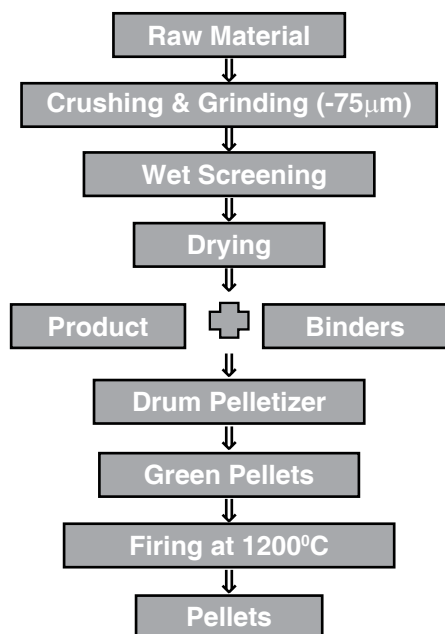 Raw Material
Crushing & Grinding (-75μm)
Wet Screening
Drying
Product
Binders
Drum Pelletizer
Green Pellets
Firing at 1200⁰C
Pellets